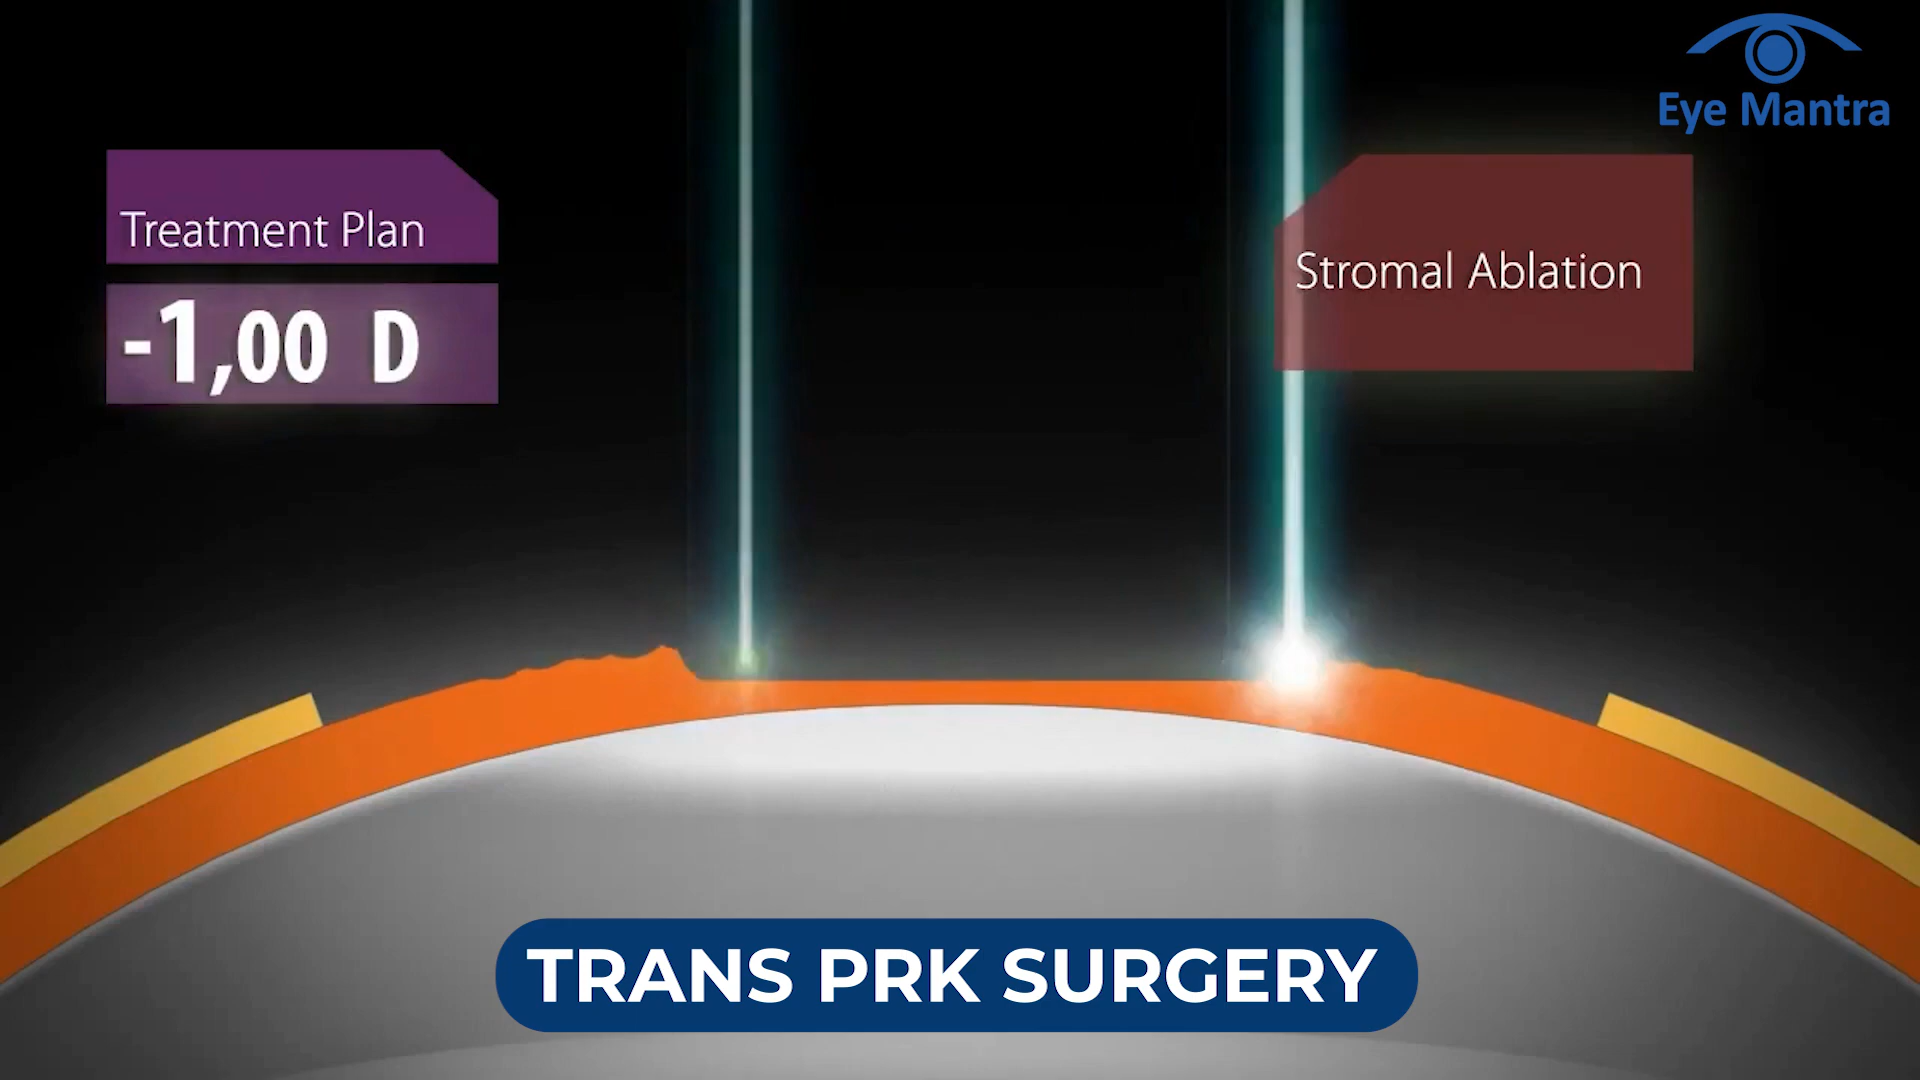 Eye Mantra
Treatment Plan
-1,00 D
Stromal Ablation
TRANS PRK SURGERY